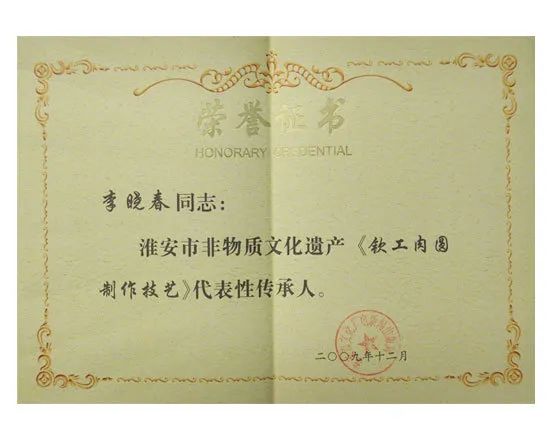 荣誉证书
HONORARY CREDENTIAL
李晓春同志：
淮安市非物质文化遗产《钦工肉圆
制作技艺》代表性传承人。
二〇〇九年十二月